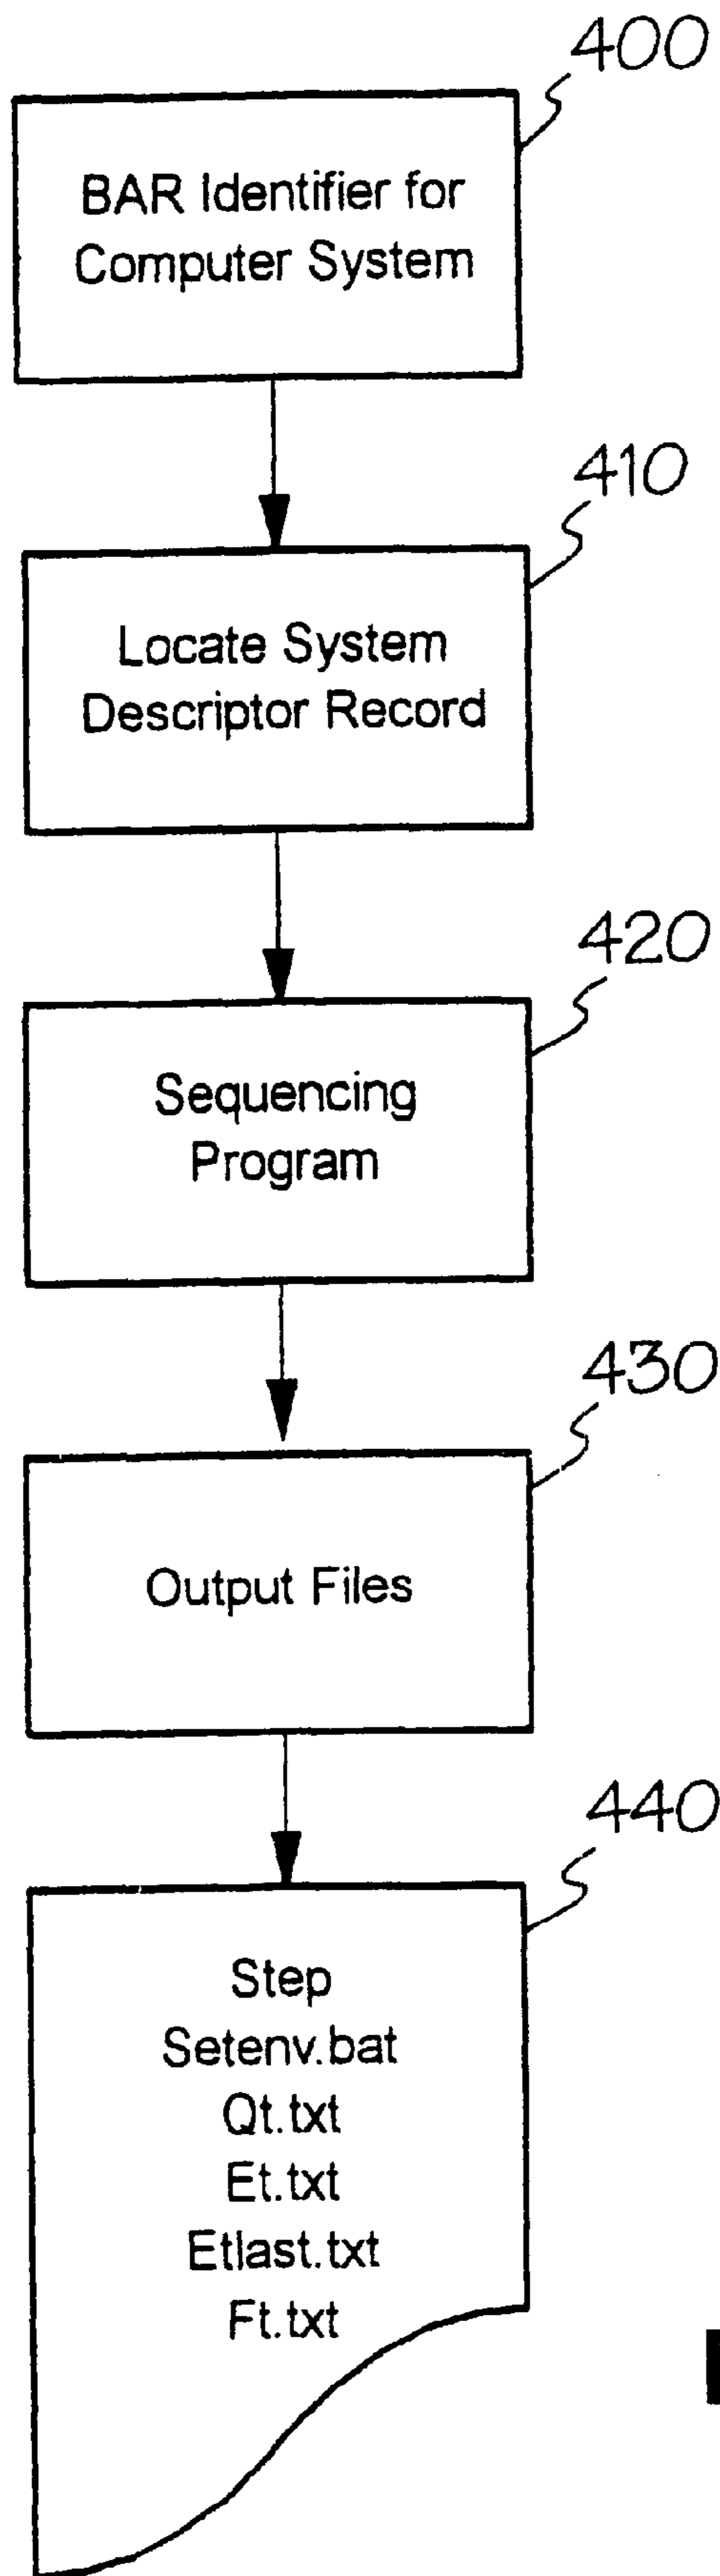 400
BAR Identifier for
Computer System
410
Locate System
Descriptor Record
420
Sequencing
Program
430
Output Files
440
Step
Setenv.bat
Qt.txt
Et.txt
Etlast.txt
Ft.txt